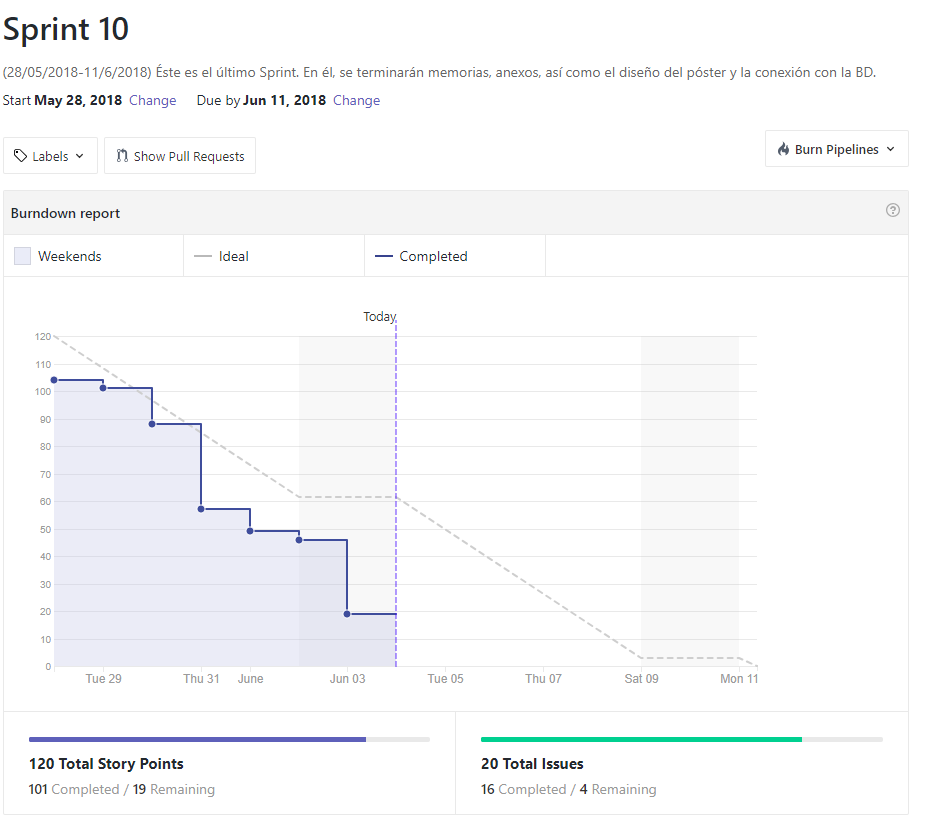 Sprint 10
(28/05/2018-11/6/2018) Éste es el último Sprint. En él, se terminarán memorias, anexos, así como el diseño del póster y la conexión con la BD.
Start May 28, 2018 Change Due by Jun 11, 2018 Change
Labels Show Pull Requests Burn Pipelines
Burndown report
Weekends Ideal Completed
Today
120
110
100
90
80
70
60
50
40
30
20
10
0
Tue 29 Thu 31 June Jun 03 Tue 05 Thu 07 Sat 09 Mon 11
120 Total Story Points
101 Completed / 19 Remaining
20 Total Issues
16 Completed / 4 Remaining